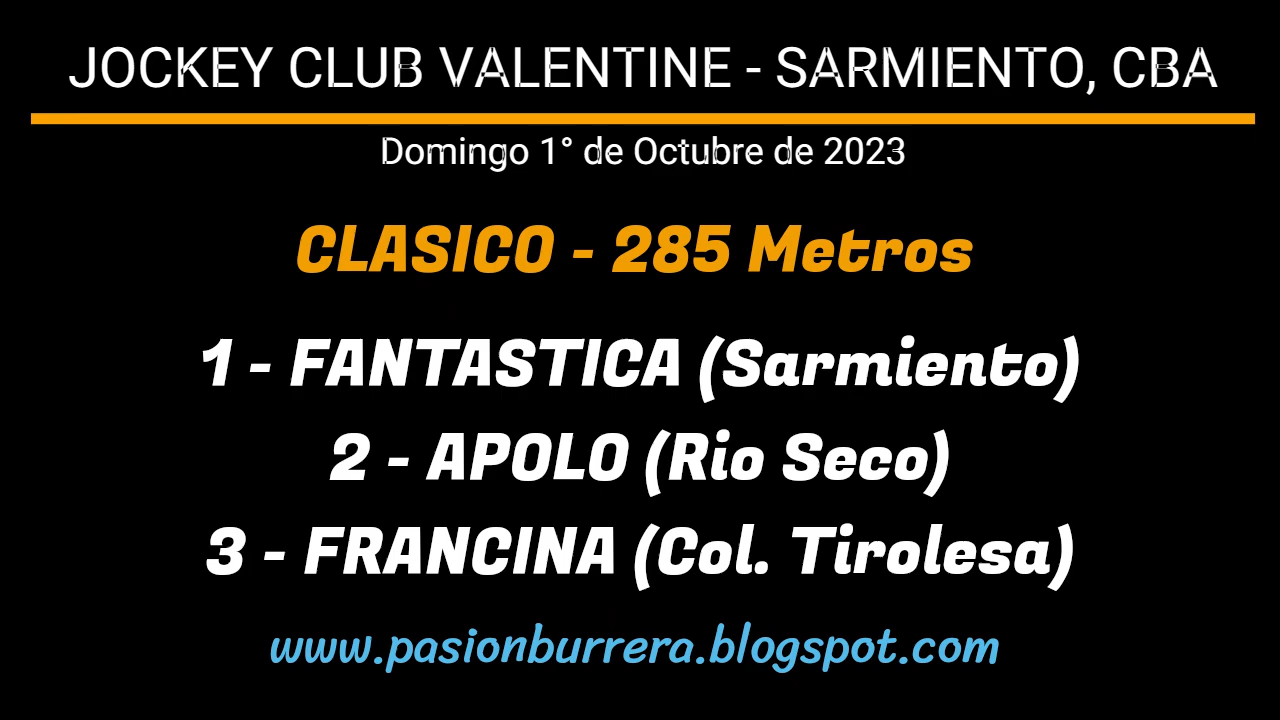 JOCKEY CLUB VALENTINE - SARMIENTO, CBA
Domingo 1° de Octubre de 2023
CLASICO - 285 Metros
1 - FANTASTICA (Sarmiento)
2 - APOLO (Rio Seco)
3 - FRANCINA (Col. Tirolesa)
www.pasionburrera.blogspot.com